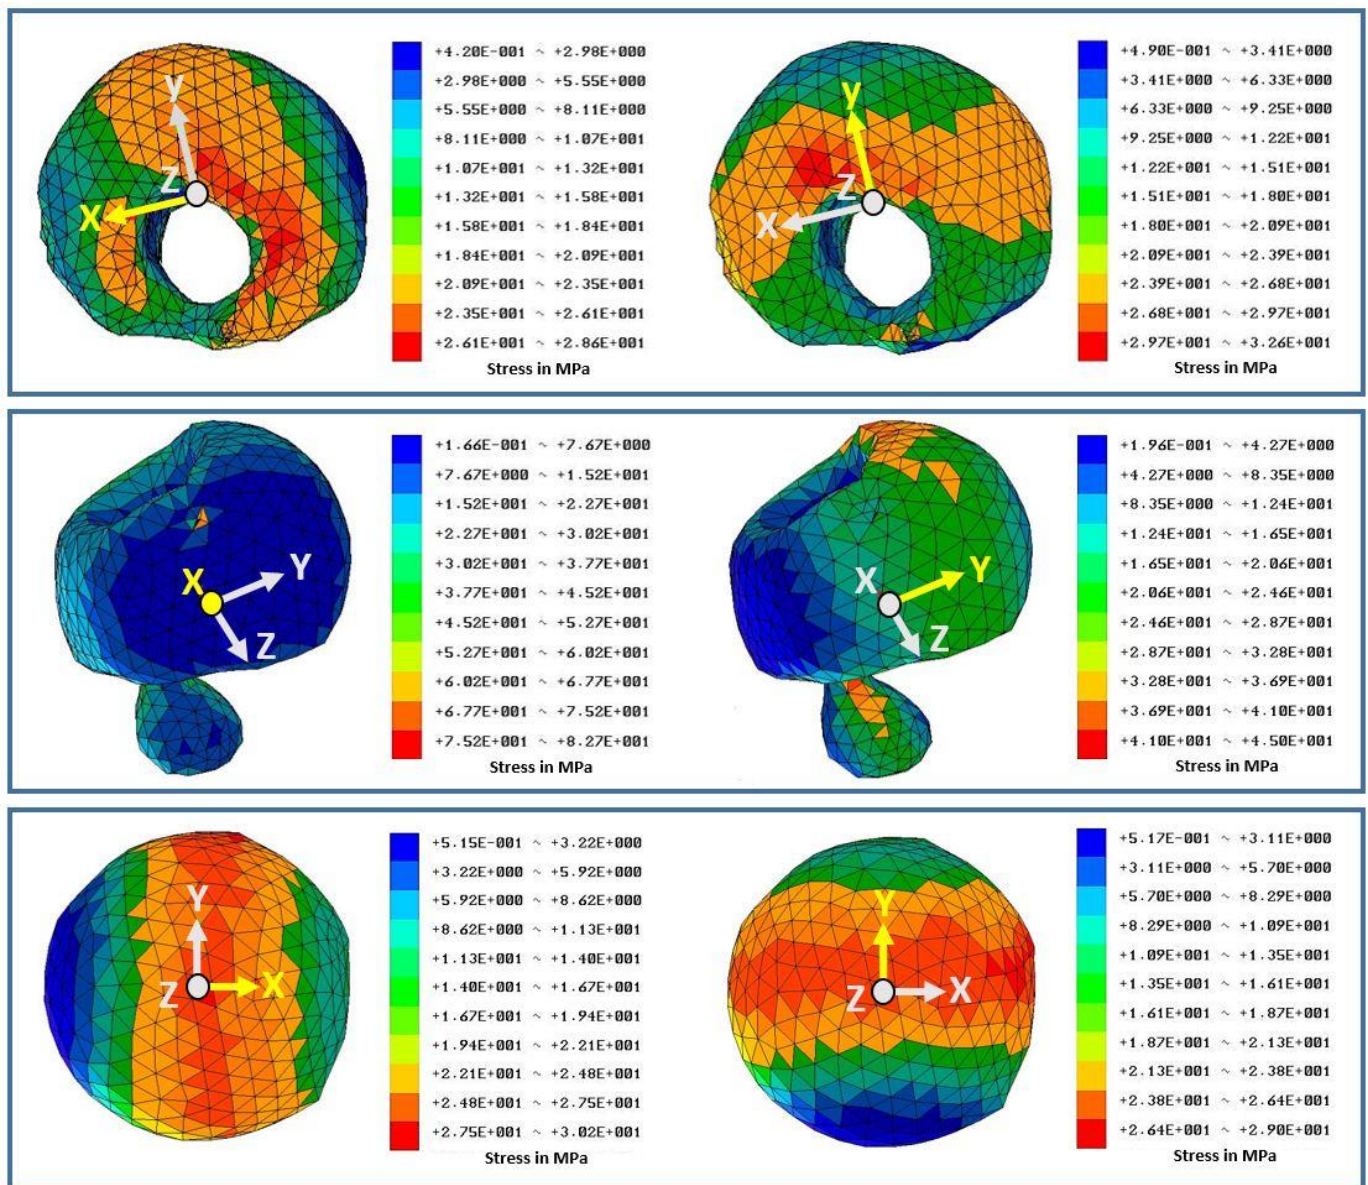 y
Z
X
+4.20E-001 ~ +2.98E+000
+2.98E+000 ~ +5.55E+000
+5.55E+000 ~ +8.11E+000
+8.11E+000 ~ +1.07E+001
+1.07E+001 ~ +1.32E+001
+1.32E+001 ~ +1.58E+001
+1.58E+001 ~ +1.84E+001
+1.84E+001 ~ +2.09E+001
+2.09E+001 ~ +2.35E+001
+2.35E+001 ~ +2.61E+001
+2.61E+001 ~ +2.86E+001
Stress in MPa
y
Z
X
+4.90E-001 ~ +3.41E+000
+3.41E+000 ~ +6.33E+000
+6.33E+000 ~ +9.25E+000
+9.25E+000 ~ +1.22E+001
+1.22E+001 ~ +1.51E+001
+1.51E+001 ~ +1.80E+001
+1.80E+001 ~ +2.09E+001
+2.09E+001 ~ +2.39E+001
+2.39E+001 ~ +2.68E+001
+2.68E+001 ~ +2.97E+001
+2.97E+001 ~ +3.26E+001
Stress in MPa
X
Y
Z
+1.66E-001 ~ +7.67E+000
+7.67E+000 ~ +1.52E+001
+1.52E+001 ~ +2.27E+001
+2.27E+001 ~ +3.02E+001
+3.02E+001 ~ +3.77E+001
+3.77E+001 ~ +4.52E+001
+4.52E+001 ~ +5.27E+001
+5.27E+001 ~ +6.02E+001
+6.02E+001 ~ +6.77E+001
+6.77E+001 ~ +7.52E+001
+7.52E+001 ~ +8.27E+001
Stress in MPa
X
Y
Z
+1.96E-001 ~ +4.27E+000
+4.27E+000 ~ +8.35E+000
+8.35E+000 ~ +1.24E+001
+1.24E+001 ~ +1.65E+001
+1.65E+001 ~ +2.06E+001
+2.06E+001 ~ +2.46E+001
+2.46E+001 ~ +2.87E+001
+2.87E+001 ~ +3.28E+001
+3.28E+001 ~ +3.69E+001
+3.69E+001 ~ +4.10E+001
+4.10E+001 ~ +4.50E+001
Stress in MPa
Y
Z
X
+5.15E-001 ~ +3.22E+000
+3.22E+000 ~ +5.92E+000
+5.92E+000 ~ +8.62E+000
+8.62E+000 ~ +1.13E+001
+1.13E+001 ~ +1.40E+001
+1.40E+001 ~ +1.67E+001
+1.67E+001 ~ +1.94E+001
+1.94E+001 ~ +2.21E+001
+2.21E+001 ~ +2.48E+001
+2.48E+001 ~ +2.75E+001
+2.75E+001 ~ +3.02E+001
Stress in MPa
Y
Z
X
+5.17E-001 ~ +3.11E+000
+3.11E+000 ~ +5.70E+000
+5.70E+000 ~ +8.29E+000
+8.29E+000 ~ +1.09E+001
+1.09E+001 ~ +1.35E+001
+1.35E+001 ~ +1.61E+001
+1.61E+001 ~ +1.87E+001
+1.87E+001 ~ +2.13E+001
+2.13E+001 ~ +2.38E+001
+2.38E+001 ~ +2.64E+001
+2.64E+001 ~ +2.90E+001
Stress in MPa